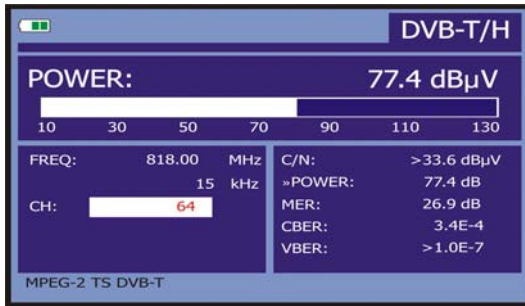 DVB-T/H
POWER: 77.4 dBµV
10 30 50 70 90 110 130
FREQ: 818.00 MHz
15 kHz
CH: 64
C/N: >33.6 dBµV
»POWER: 77.4 dB
MER: 26.9 dB
CBER: 3.4E-4
VBER: >1.0E-7
MPEG-2 TS DVB-T